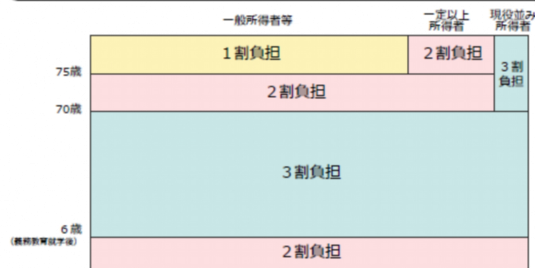 一般所得者等
一定以上
所得者
現役並み
所得者
1割負担
2割負担
3割
負担
75歳
2割負担
70歳
3割負担
6歳
(義務教育就学後)
2割負担